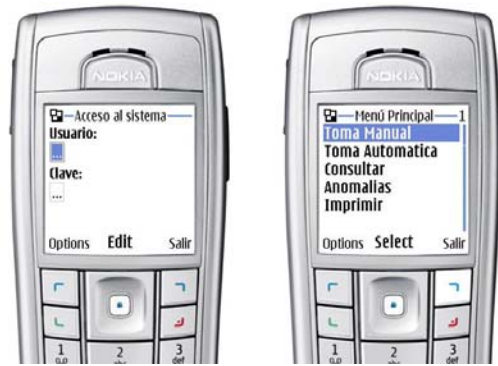 NOKIA
Acceso al sistema
Usuario:
...
Clave:
...
Options Edit Salir
1
2
3
def
NOKIA
Menú Principal 1
Toma Manual
Toma Automatica
Consultar
Anomalias
Imprimir
Options Select Salir
1
2
3
def